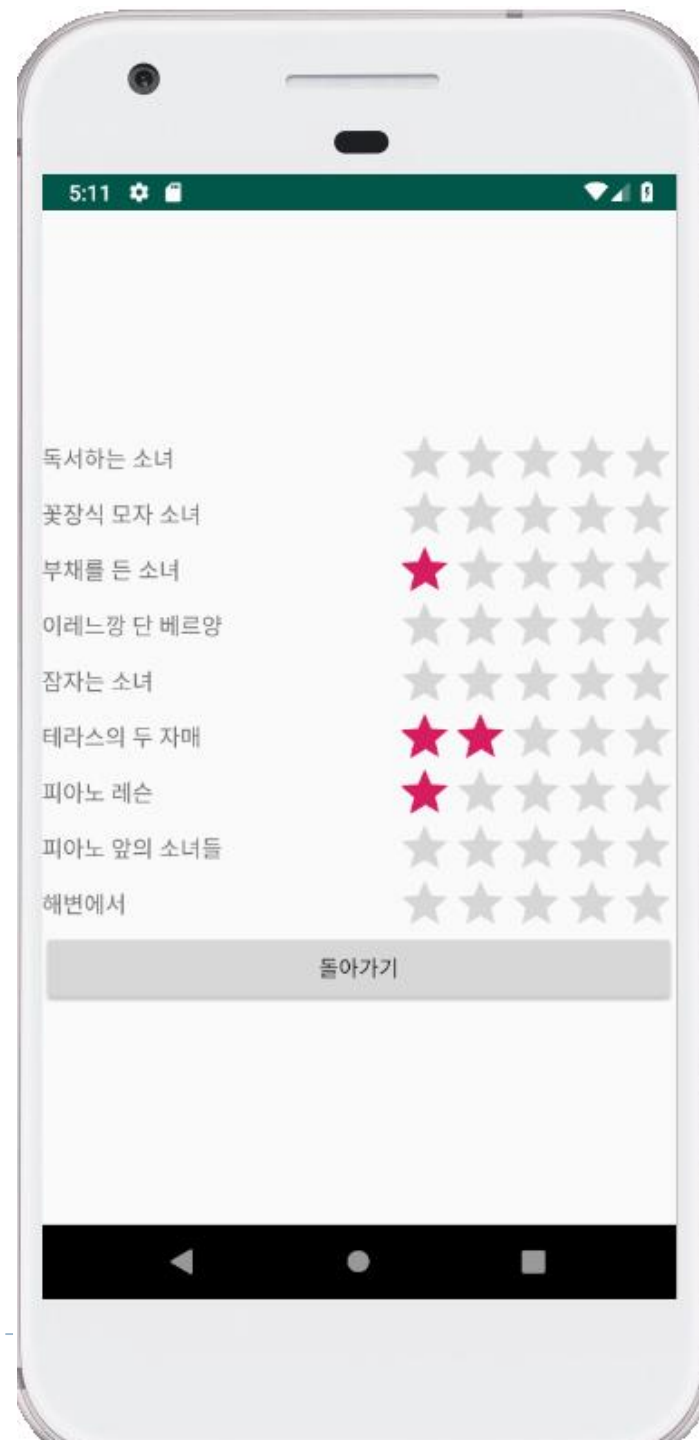 5:11
독서하는 소녀
꽃장식 모자 소녀
부채를 든 소녀
이레느깡 단 베르양
잠자는 소녀
테라스의 두 자매
피아노 레슨
피아노 앞의 소녀들
해변에서
돌아가기